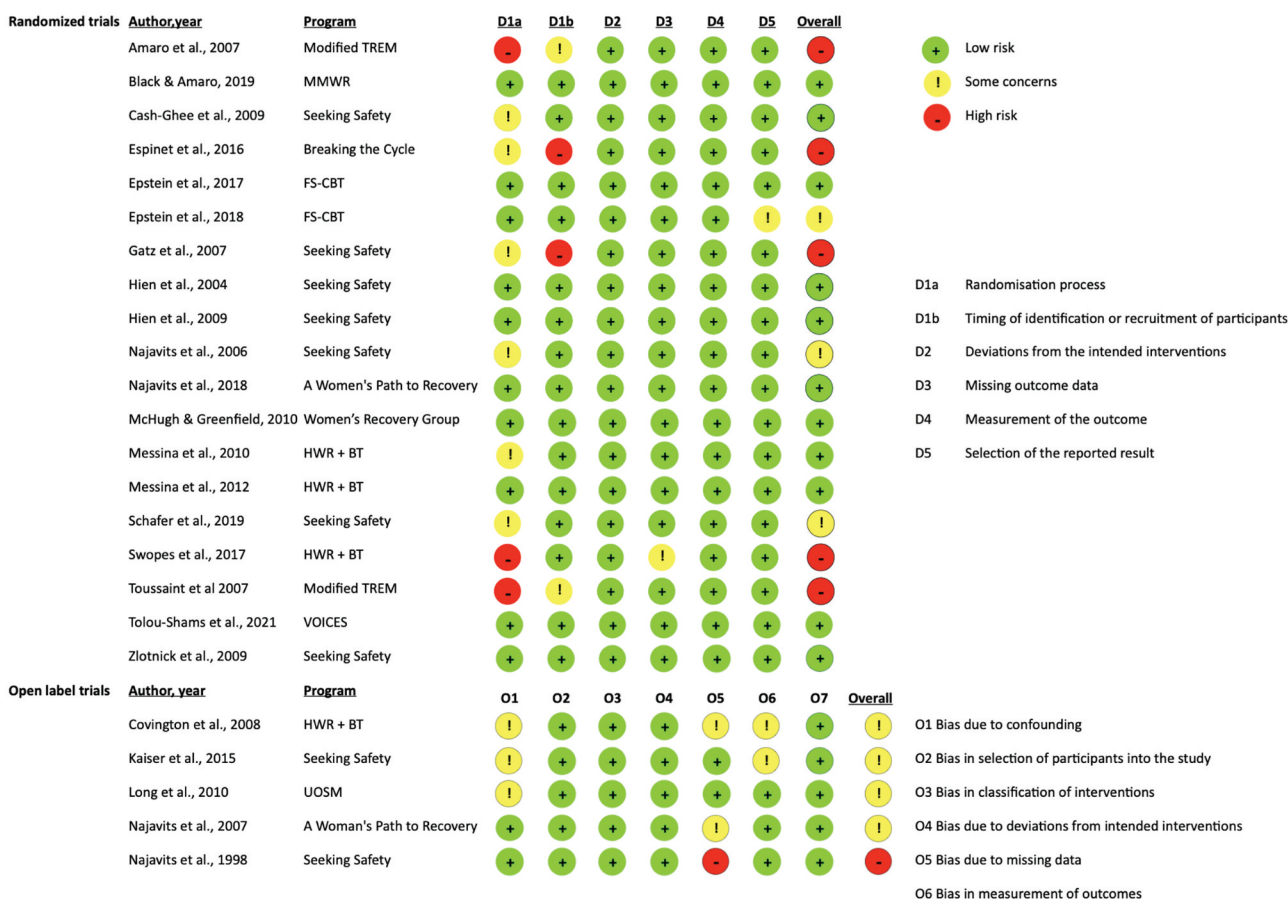 Randomized trials Author,year Program D1a D1b D2 D3 D4 D5 Overall
Amaro et al., 2007 Modified TREM - ! + + + + - + Low risk
Black & Amaro, 2019 MMWR + + + + + + + ! Some concerns
Cash-Ghee et al., 2009 Seeking Safety ! + + + + + + - High risk
Espinet et al., 2016 Breaking the Cycle ! - + + + + -
Epstein et al., 2017 FS-CBT + + + + + + +
Epstein et al., 2018 FS-CBT + + + + + ! !
Gatz et al., 2007 Seeking Safety ! - + + + + -
Hien et al., 2004 Seeking Safety + + + + + + + D1a Randomisation process
Hien et al., 2009 Seeking Safety + + + + + + + D1b Timing of identification or recruitment of participants
Najavits et al., 2006 Seeking Safety ! + + + + + ! D2 Deviations from the intended interventions
Najavits et al., 2018 A Women's Path to Recovery + + + + + + + D3 Missing outcome data
McHugh & Greenfield, 2010 Women’s Recovery Group + + + + + + + D4 Measurement of the outcome
Messina et al., 2010 HWR + BT ! + + + + + + D5 Selection of the reported result
Messina et al., 2012 HWR + BT + + + + + + +
Schafer et al., 2019 Seeking Safety ! + + + + + !
Swopes et al., 2017 HWR + BT - + + ! + + -
Toussaint et al 2007 Modified TREM - ! + + + + -
Tolou-Shams et al., 2021 VOICES + + + + + + +
Zlotnick et al., 2009 Seeking Safety + + + + + + +
Open label trials Author, year Program O1 O2 O3 O4 O5 O6 O7 Overall
Covington et al., 2008 HWR + BT ! + + + ! ! + ! O1 Bias due to confounding
Kaiser et al., 2015 Seeking Safety ! + + + + ! + ! O2 Bias in selection of participants into the study
Long et al., 2010 UOSM ! + + + + + + ! O3 Bias in classification of interventions
Najavits et al., 2007 A Woman's Path to Recovery + + + + ! + + ! O4 Bias due to deviations from intended interventions
Najavits et al., 1998 Seeking Safety + + + + - + + - O5 Bias due to missing data
O6 Bias in measurement of outcomes